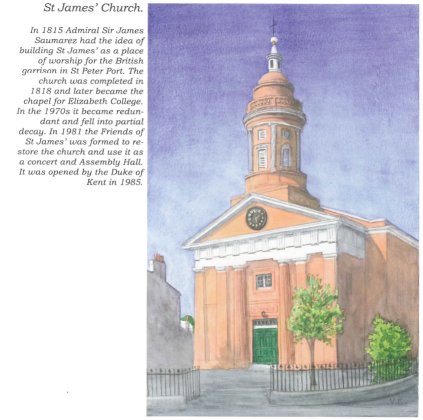 St James' Church.
In 1815 Admiral Sir James
Saumarez had the idea of
building St James' as a place
of worship for the British
garrison in St Peter Port. The
church was completed in
1818 and later became the
chapel for Elizabeth College.
In the 1970s it became redun-
dant and fell into partial
decay. In 1981 the Friends of
St James' was formed to re-
store the church and use it as
a concert and Assembly Hall.
It was opened by the Duke of
Kent in 1985.